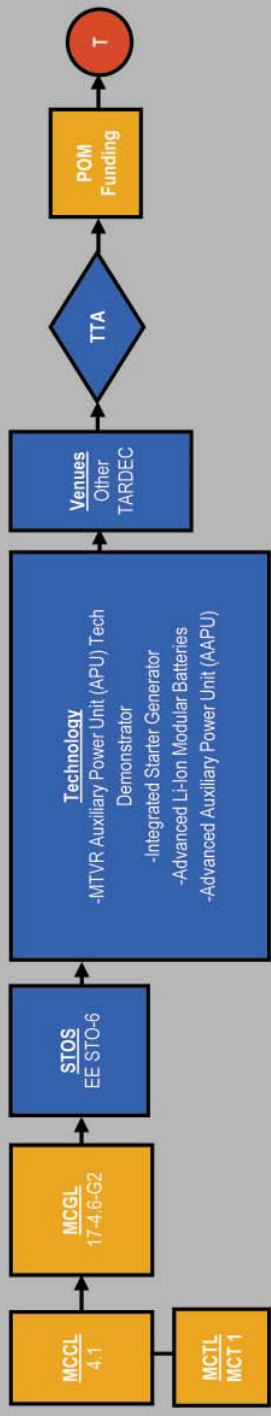 MCCL
4.1
MCTL
MCT 1
MCGL
17-4.6-G2
STOS
EE STO-6
Technology
-MTVR Auxiliary Power Unit (APU) Tech
Demonstrator
-Integrated Starter Generator
-Advanced Li-Ion Modular Batteries
-Advanced Auxiliary Power Unit (AAPU)
Venues
Other
TARDEC
TTA
POM
Funding
T